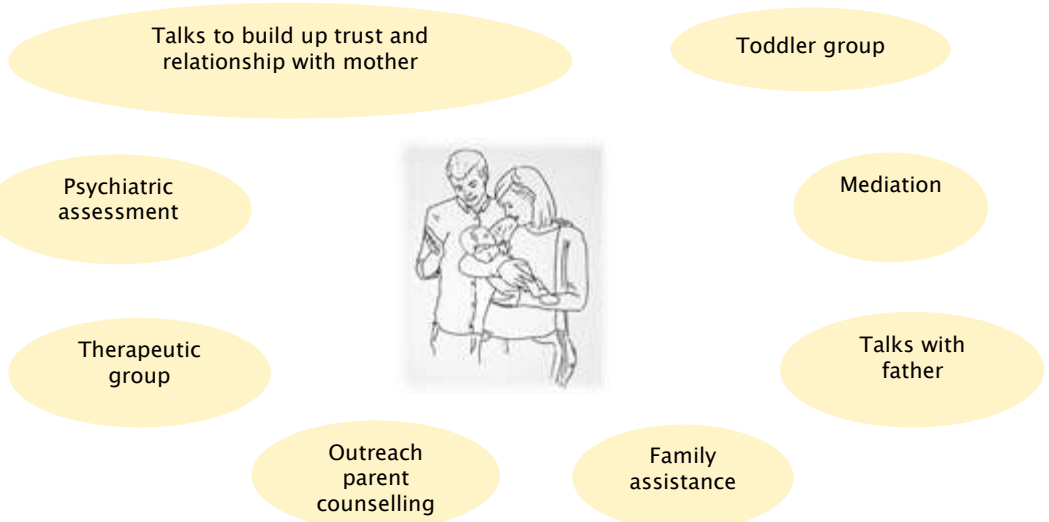 Talks to build up trust and
relationship with mother
Toddler group
Psychiatric
assessment
Mediation
Therapeutic
group
Talks with
father
Outreach
parent
counselling
Family
assistance